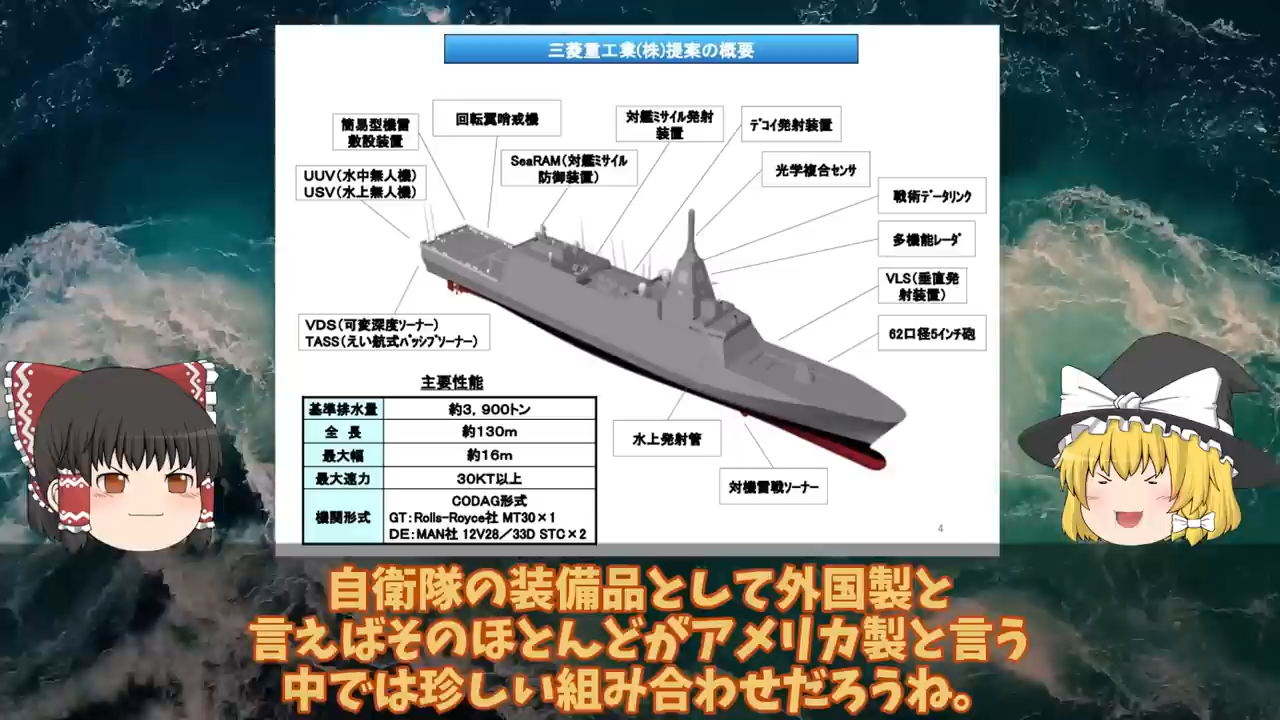 三菱重工業(株)提案の概要
簡易型機雷
敷設装置
回転翼哨戒機
対艦ミサイル発射
装置
デコイ発射装置
SeaRAM(対艦ミサイル
防御装置)
光学複合センサ
UUV(水中無人機)
USV(水上無人機)
戦術データリンク
多機能レーダ
VLS(垂直発
射装置)
62口径5インチ砲
VDS(可変深度ソーナー)
TASS(えい航式パッシブソーナー)
水上発射管
対機雷戦ソーナー
主要性能
基準排水量 約3,900トン
全 長 約130m
最大幅 約16m
最大速力 30KT以上
機関形式 CODAG形式
GT:Rolls-Royce社 MT30×1
DE:MAN社 12V28/33D STC×2
4
自衛隊の装備品として外国製と
言えばそのほとんどがアメリカ製と言う
中では珍しい組み合わせだろうね。